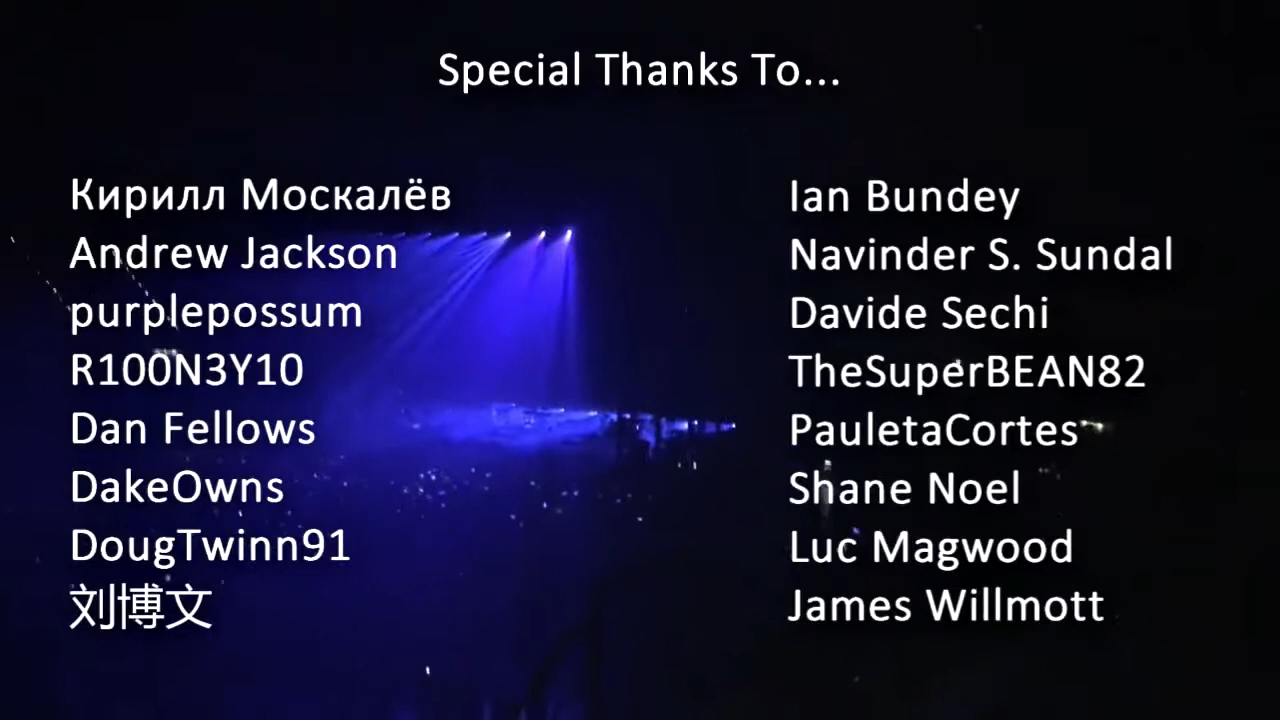 Special Thanks To...
Кирилл Москалёв
Andrew Jackson
purplepossum
R100N3Y10
Dan Fellows
DakeOwns
DougTwinn91
刘博文
Ian Bundey
Navinder S. Sundal
Davide Sechi
TheSuperBEAN82
PauletaCortes
Shane Noel
Luc Magwood
James Willmott